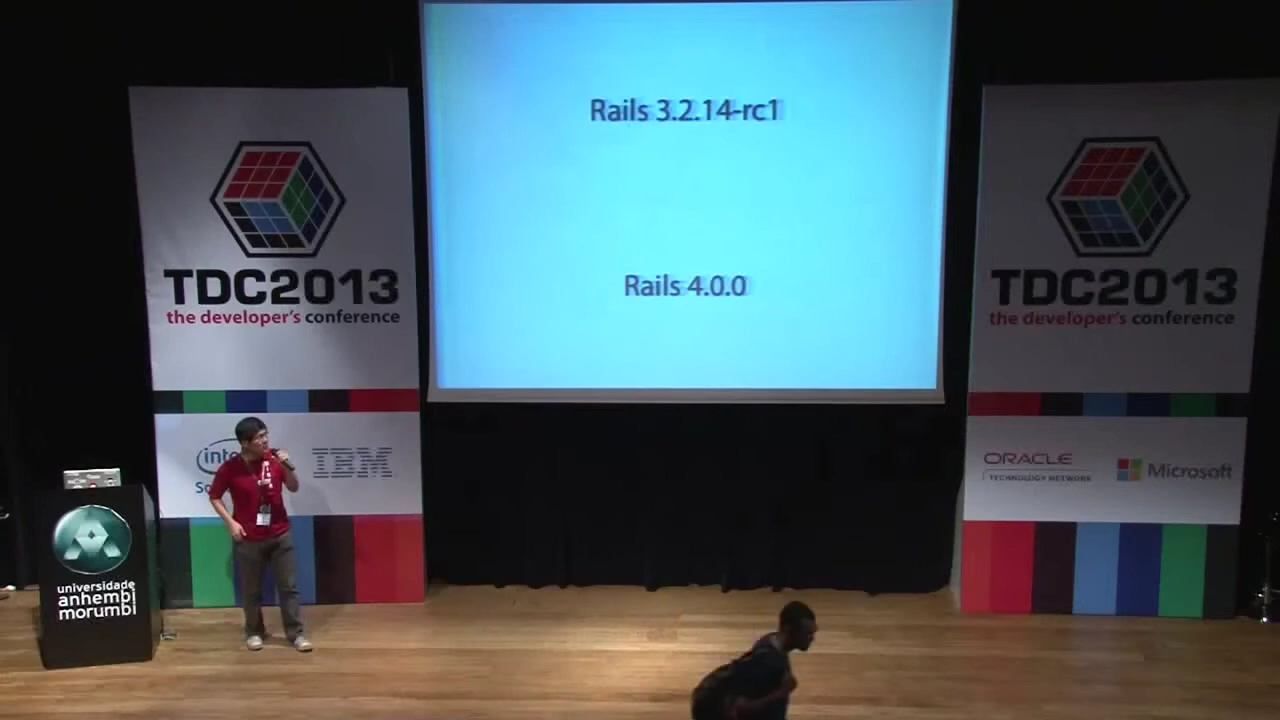 Rails 3.2.14-rc1
Rails 4.0.0
TDC2013
the developer's conference
IBM
universidade
anhembi
morumbi
TDC2013
the developer's conference
ORACLE
TECHNOLOGY NETWORK
Microsoft